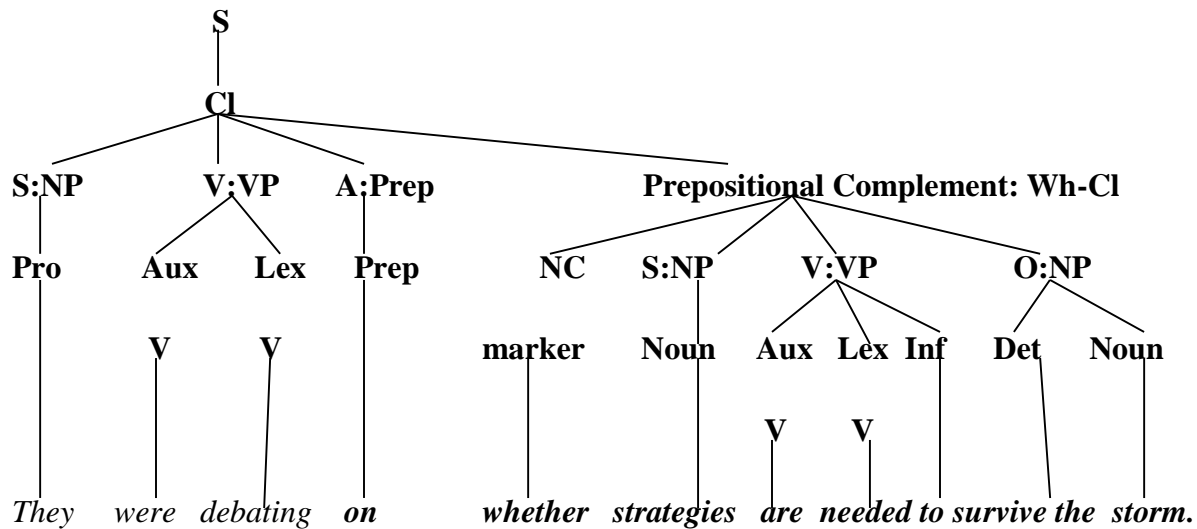 S
Cl
S:NP V:VP A:Prep Prepositional Complement: Wh-Cl
Pro Aux Lex Prep NC S:NP V:VP O:NP
V V marker Noun Aux Lex Inf Det Noun
V V
They were debating on whether strategies are needed to survive the storm.